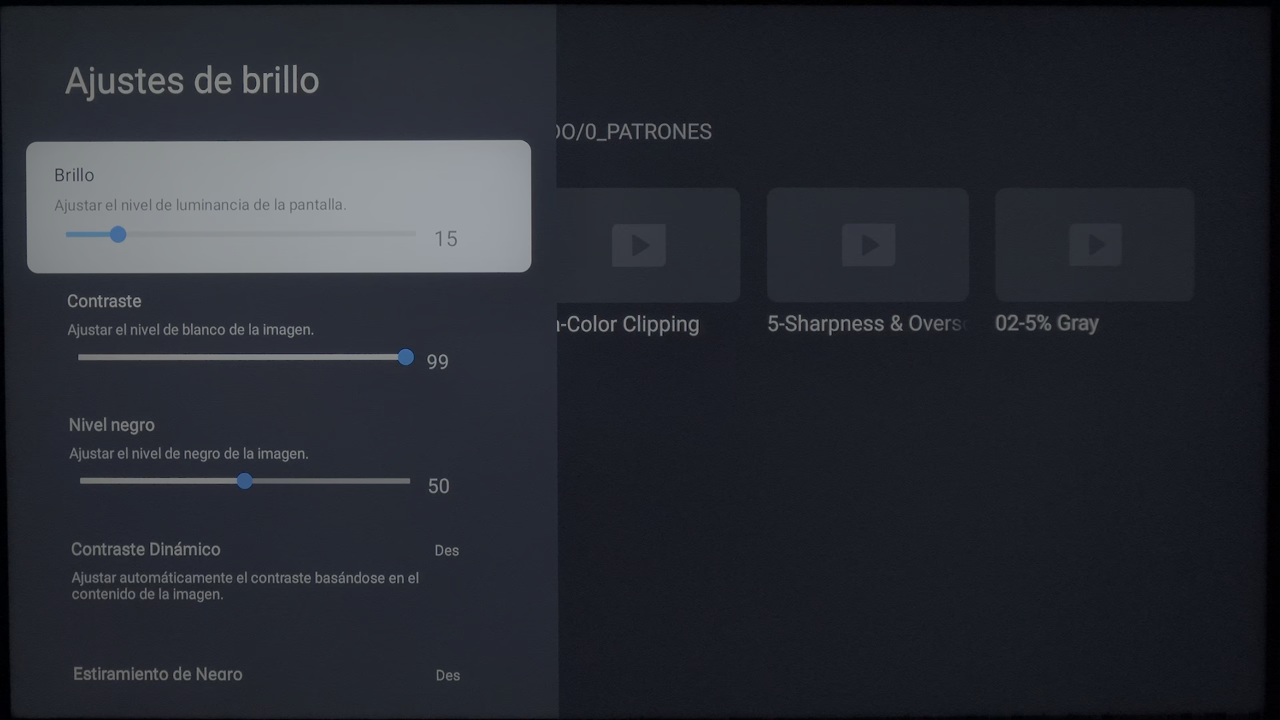 Ajustes de brillo
Brillo
Ajustar el nivel de luminancia de la pantalla.
15
Contraste
Ajustar el nivel de blanco de la imagen.
99
Nivel negro
Ajustar el nivel de negro de la imagen.
50
Contraste Dinámico
Des
Ajustar automáticamente el contraste basándose en el
contenido de la imagen.
Estiramiento de Negro
Des
DO/0_PATRONES
-Color Clipping
5-Sharpness & Overs
02-5% Gray